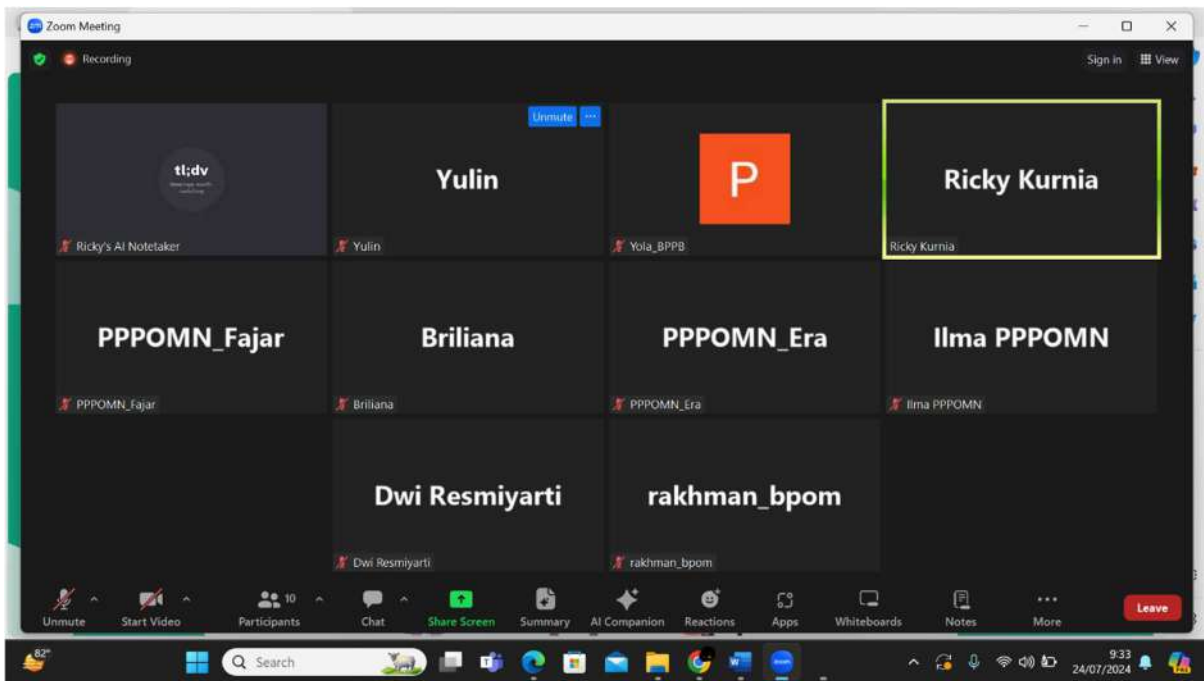 Zoom Meeting
Recording
Sign in
View
tl;dv
Ricky's AI Notetaker
Unmute
Yulin
Yulin
P
Yola_BPPB
Ricky Kurnia
Ricky Kurnia
PPPOMN_Fajar
PPPOMN_Fajar
Briliana
Briliana
PPPOMN_Era
PPPOMN_Era
Ilma PPPOMN
Ilma PPPOMN
Dwi Resmiyarti
Dwi Resmiyarti
rakhman_bpom
rakhman_bpom
Unmute
Start Video
10
Participants
Chat
Share Screen
Summary
AI Companion
Reactions
Apps
Whiteboards
Notes
More
Leave
82°
Search
9:33
24/07/2024